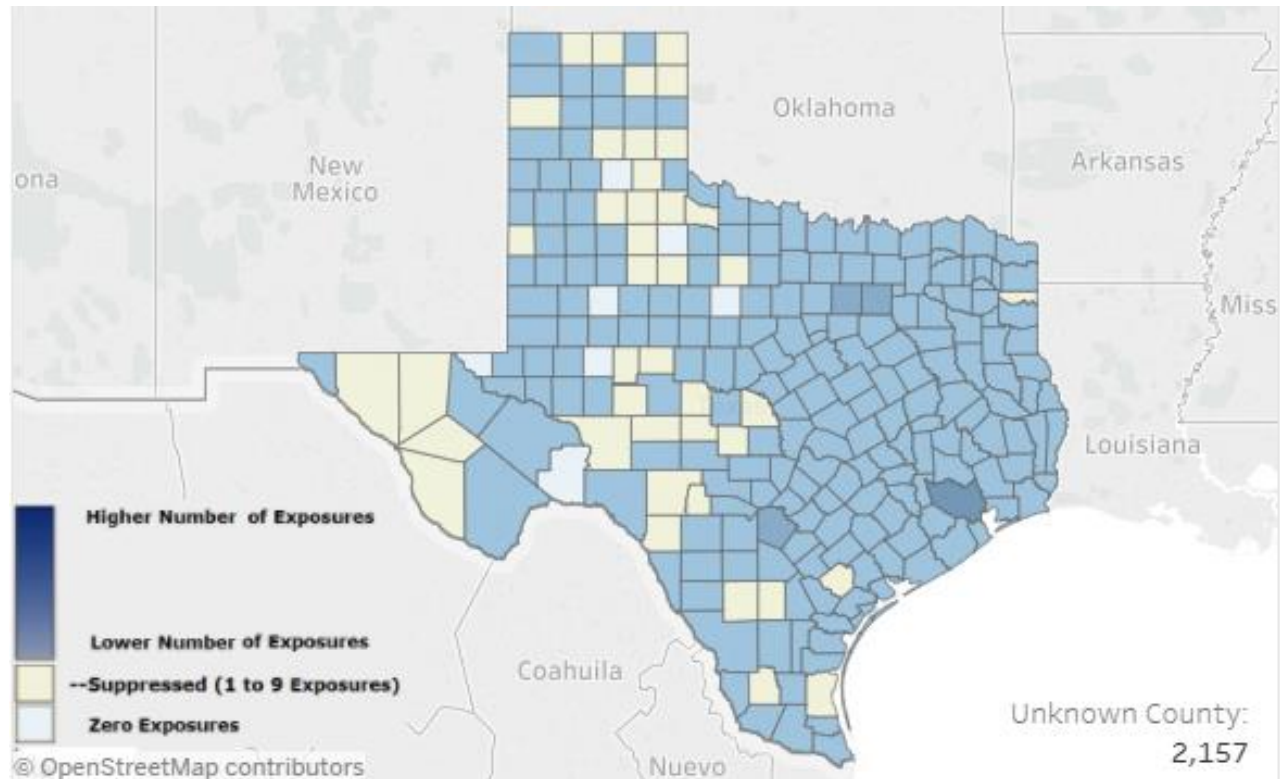 Oklahoma
ona
New
Mexico
Arkansas
Miss
Louisiana
Higher Number of Exposures
Lower Number of Exposures
--Suppressed (1 to 9 Exposures)
Zero Exposures
Coahuila
Nuevo
Unknown County:
2,157
© OpenStreetMap contributors